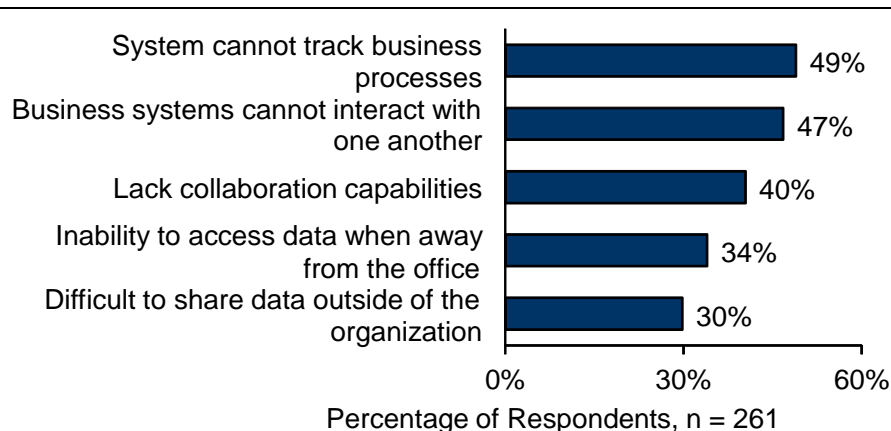 System cannot track business
processes
49%
Business systems cannot interact with
one another
47%
Lack collaboration capabilities
40%
Inability to access data when away
from the office
34%
Difficult to share data outside of the
organization
30%
0%
30%
60%
Percentage of Respondents, n = 261